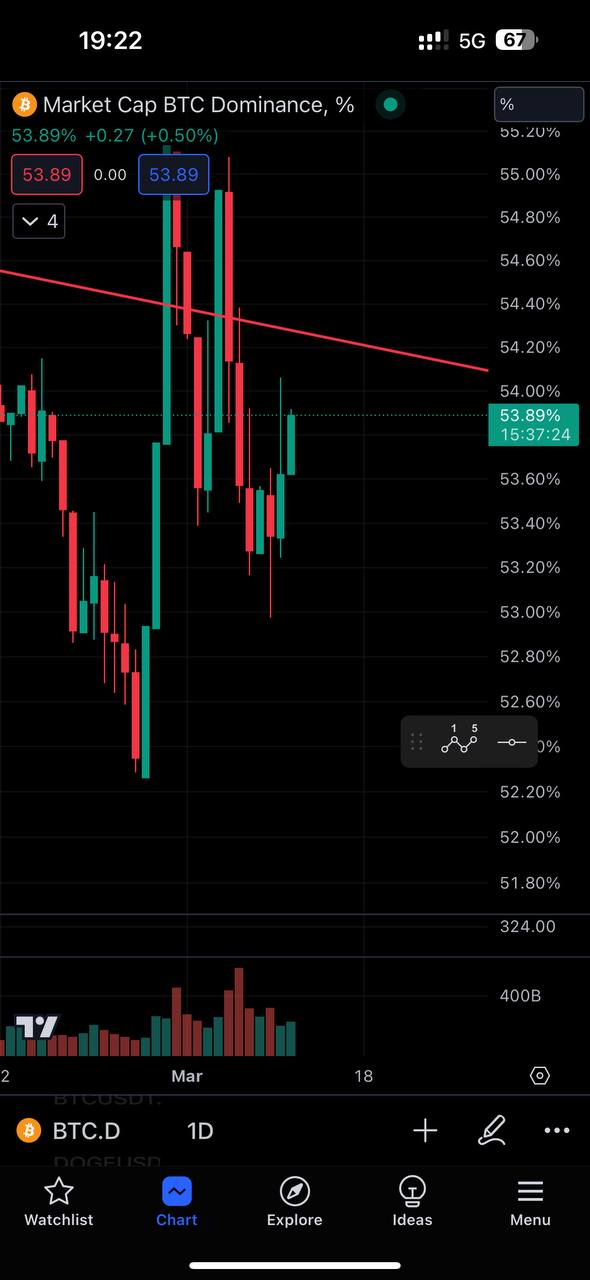 19:22 5G 67
Market Cap BTC Dominance, % %
53.89% +0.27 (+0.50%)
55.20%
53.89 0.00 53.89
55.00%
4
54.80%
54.60%
54.40%
54.20%
54.00%
53.89%
15:37:24
53.60%
53.40%
53.20%
53.00%
52.80%
52.60%
1 5
0%
52.20%
52.00%
51.80%
324.00
400B
2 Mar 18
BTCUSDT.
BTC.D 1D
DOGEUSD
Watchlist Chart Explore Ideas Menu